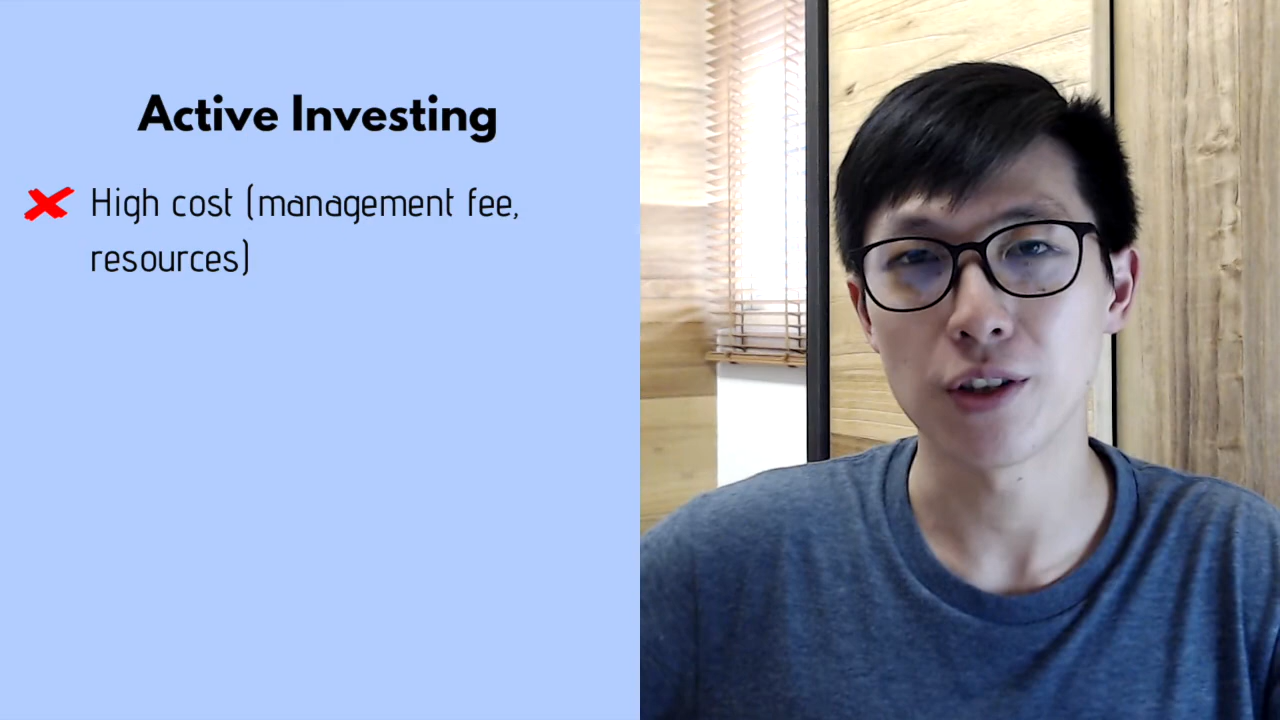 Active Investing
High cost (management fee,
resources)